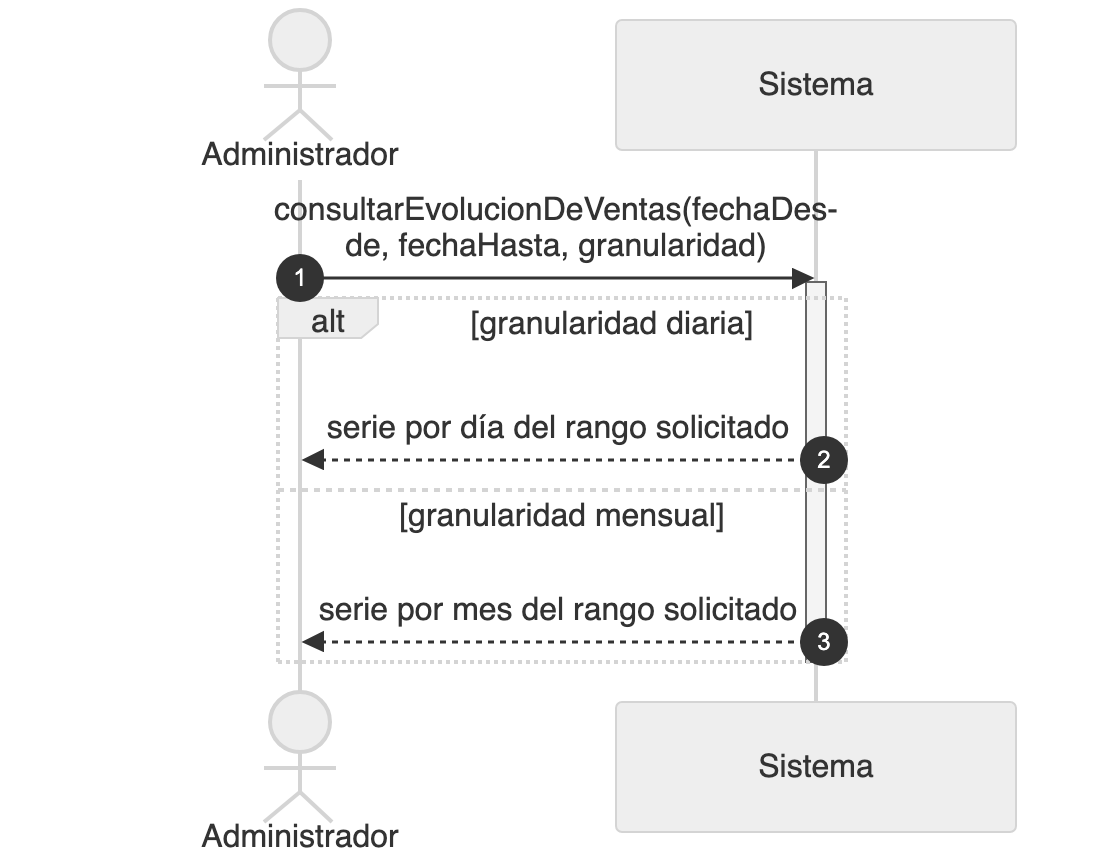 Sistema
Administrador
consultarEvolucionDeVentas(fechaDes-
de, fechaHasta, granularidad)
1
alt
[granularidad diaria]
serie por día del rango solicitado
2
[granularidad mensual]
serie por mes del rango solicitado
3
Sistema
Administrador